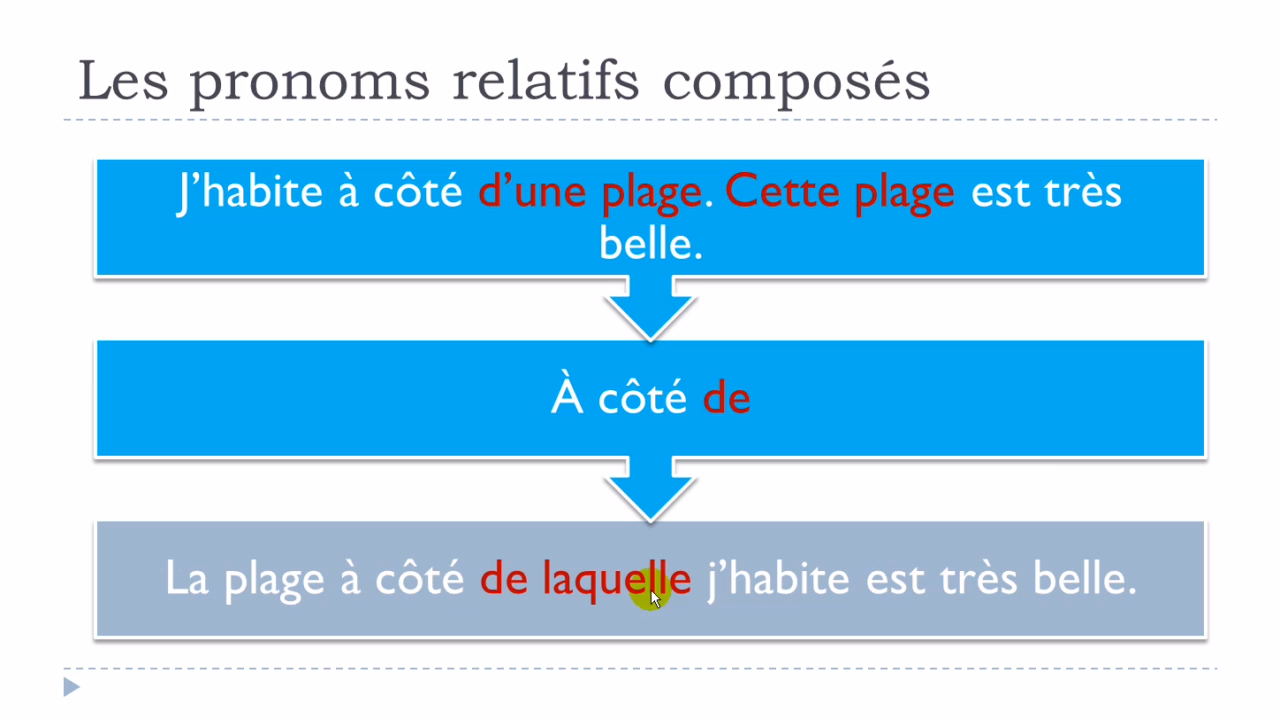 Les pronoms relatifs composés
J’habite à côté d’une plage. Cette plage est très
belle.
À côté de
La plage à côté de laquelle j’habite est très belle.